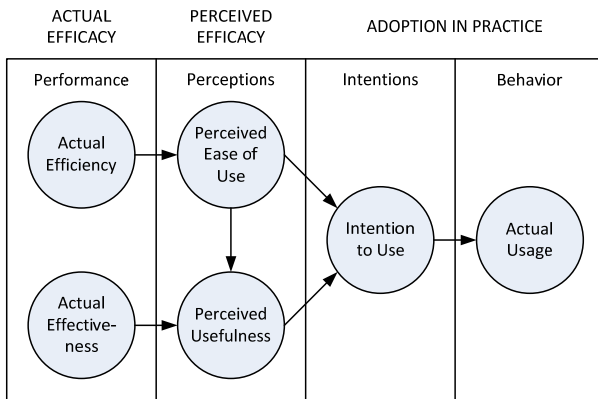 ACTUAL
EFFICACY
PERCEIVED
EFFICACY
ADOPTION IN PRACTICE
Performance
Perceptions
Intentions
Behavior
Actual
Efficiency
Perceived
Ease of
Use
Intention
to Use
Actual
Usage
Actual
Effective-
ness
Perceived
Usefulness